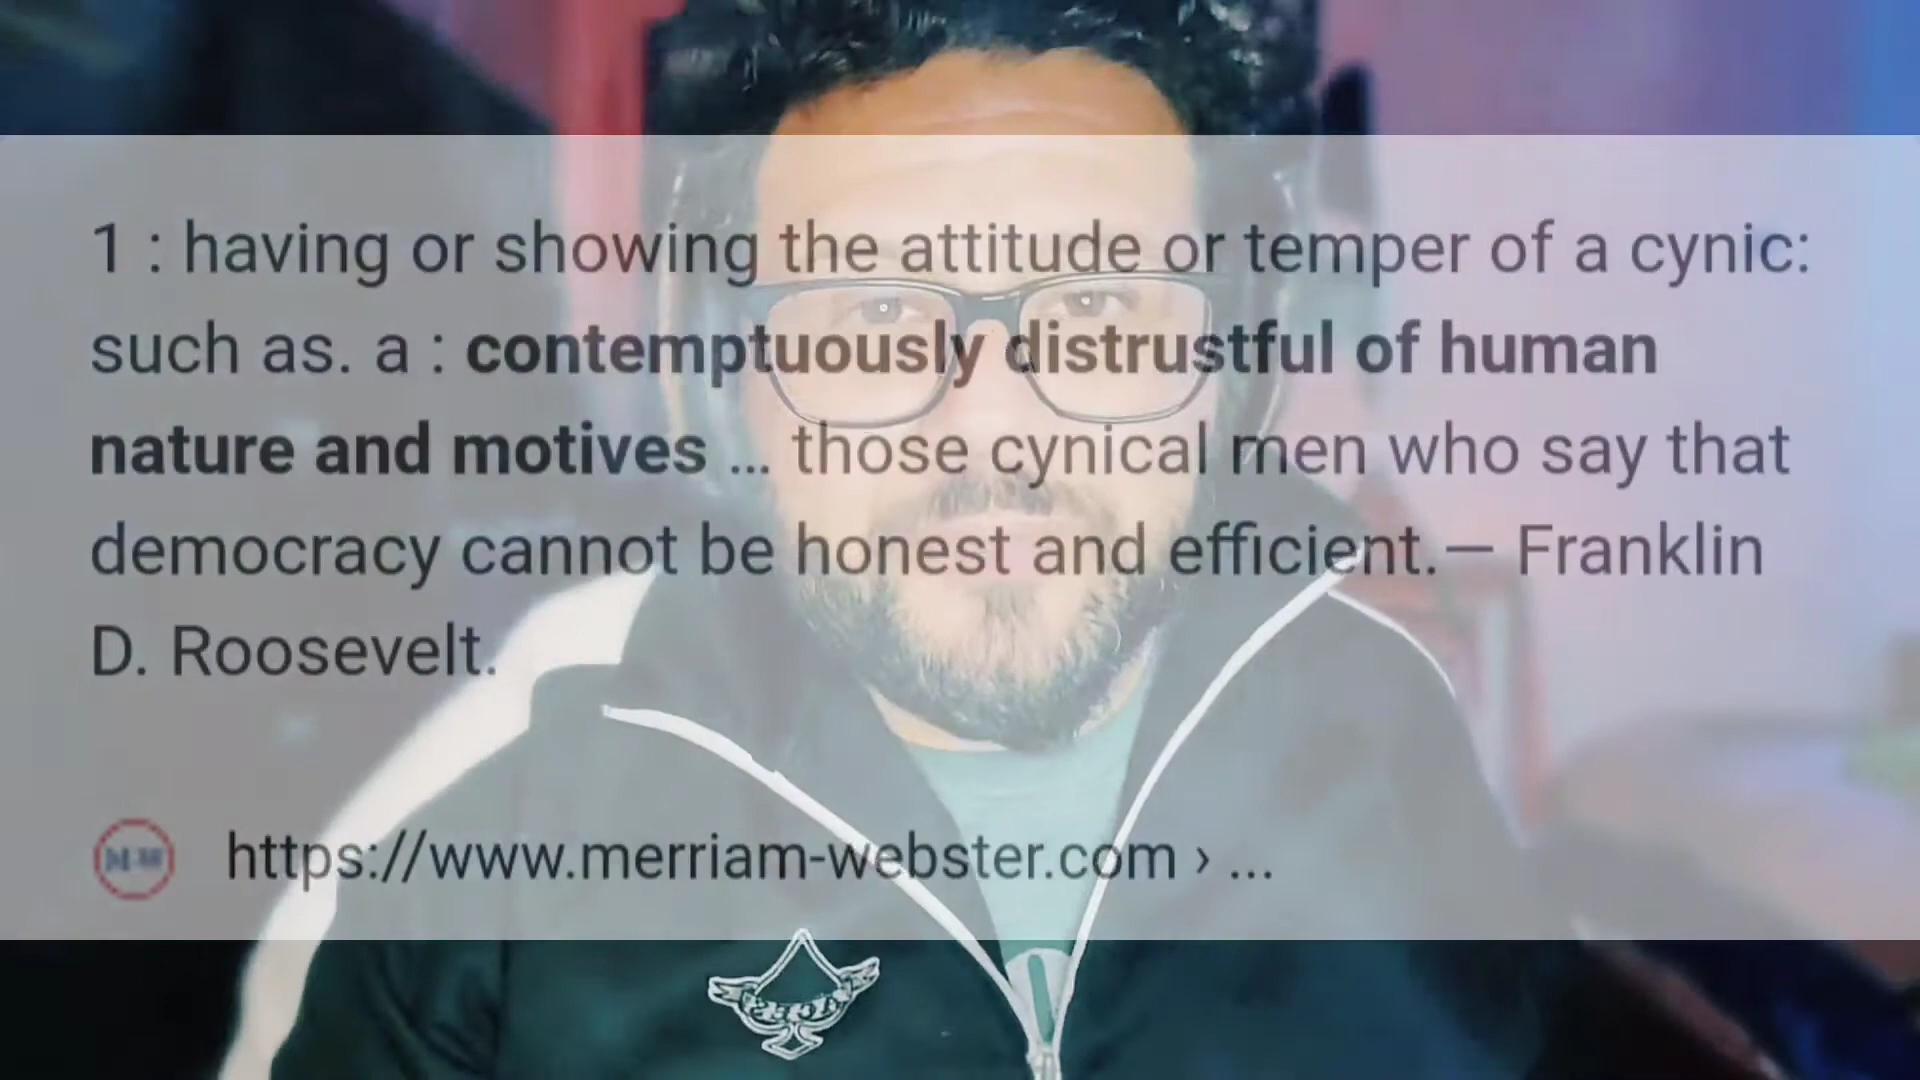 1 : having or showing the attitude or temper of a cynic:
such as. a : contemptuously distrustful of human
nature and motives ... those cynical men who say that
democracy cannot be honest and efficient.— Franklin
D. Roosevelt.
https://www.merriam-webster.com › ...